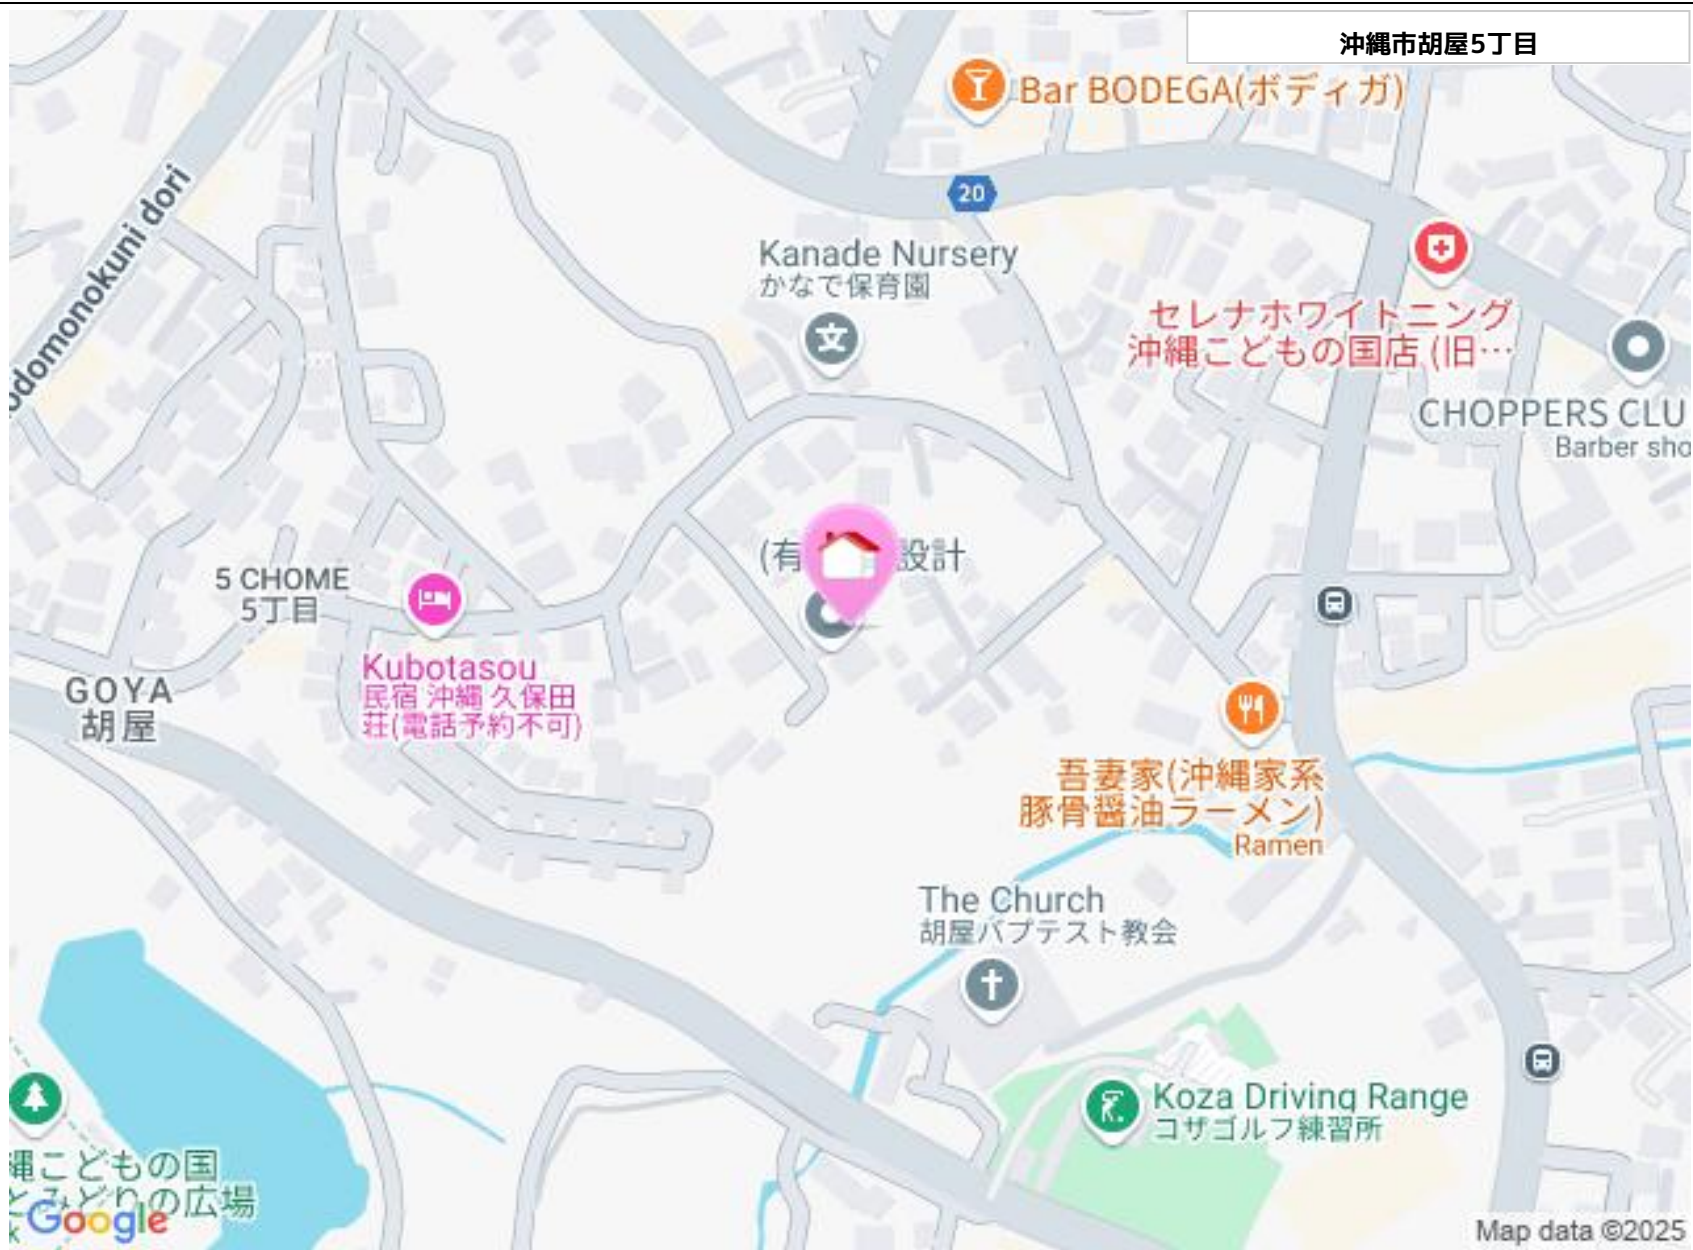 沖縄市胡屋5丁目
Bar BODEGA(ボディガ)
20
odomonokuni dori
Kanade Nursery
かなで保育園
セレナホワイトニング
沖縄こどもの国店 (旧…
CHOPPERS CLU
Barber sho
(有
設計
5 CHOME
5丁目
Kubotasou
民宿 沖縄 久保田
荘(電話予約不可)
GOYA
胡屋
吾妻家(沖縄家系
豚骨醤油ラーメン)
Ramen
The Church
胡屋バプテスト教会
Koza Driving Range
コザゴルフ練習所
縄こどもの国
とみどりの広場
Google
Map data ©2025